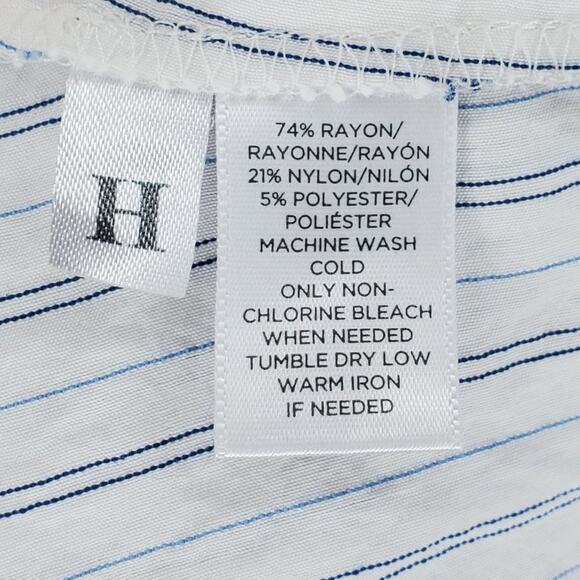 H
74% RAYON/
RAYONNE/RAYÓN
21% NYLON/NILÓN
5% POLYESTER/
POLIÉSTER
MACHINE WASH
COLD
ONLY NON-
CHLORINE BLEACH
WHEN NEEDED
TUMBLE DRY LOW
WARM IRON
IF NEEDED